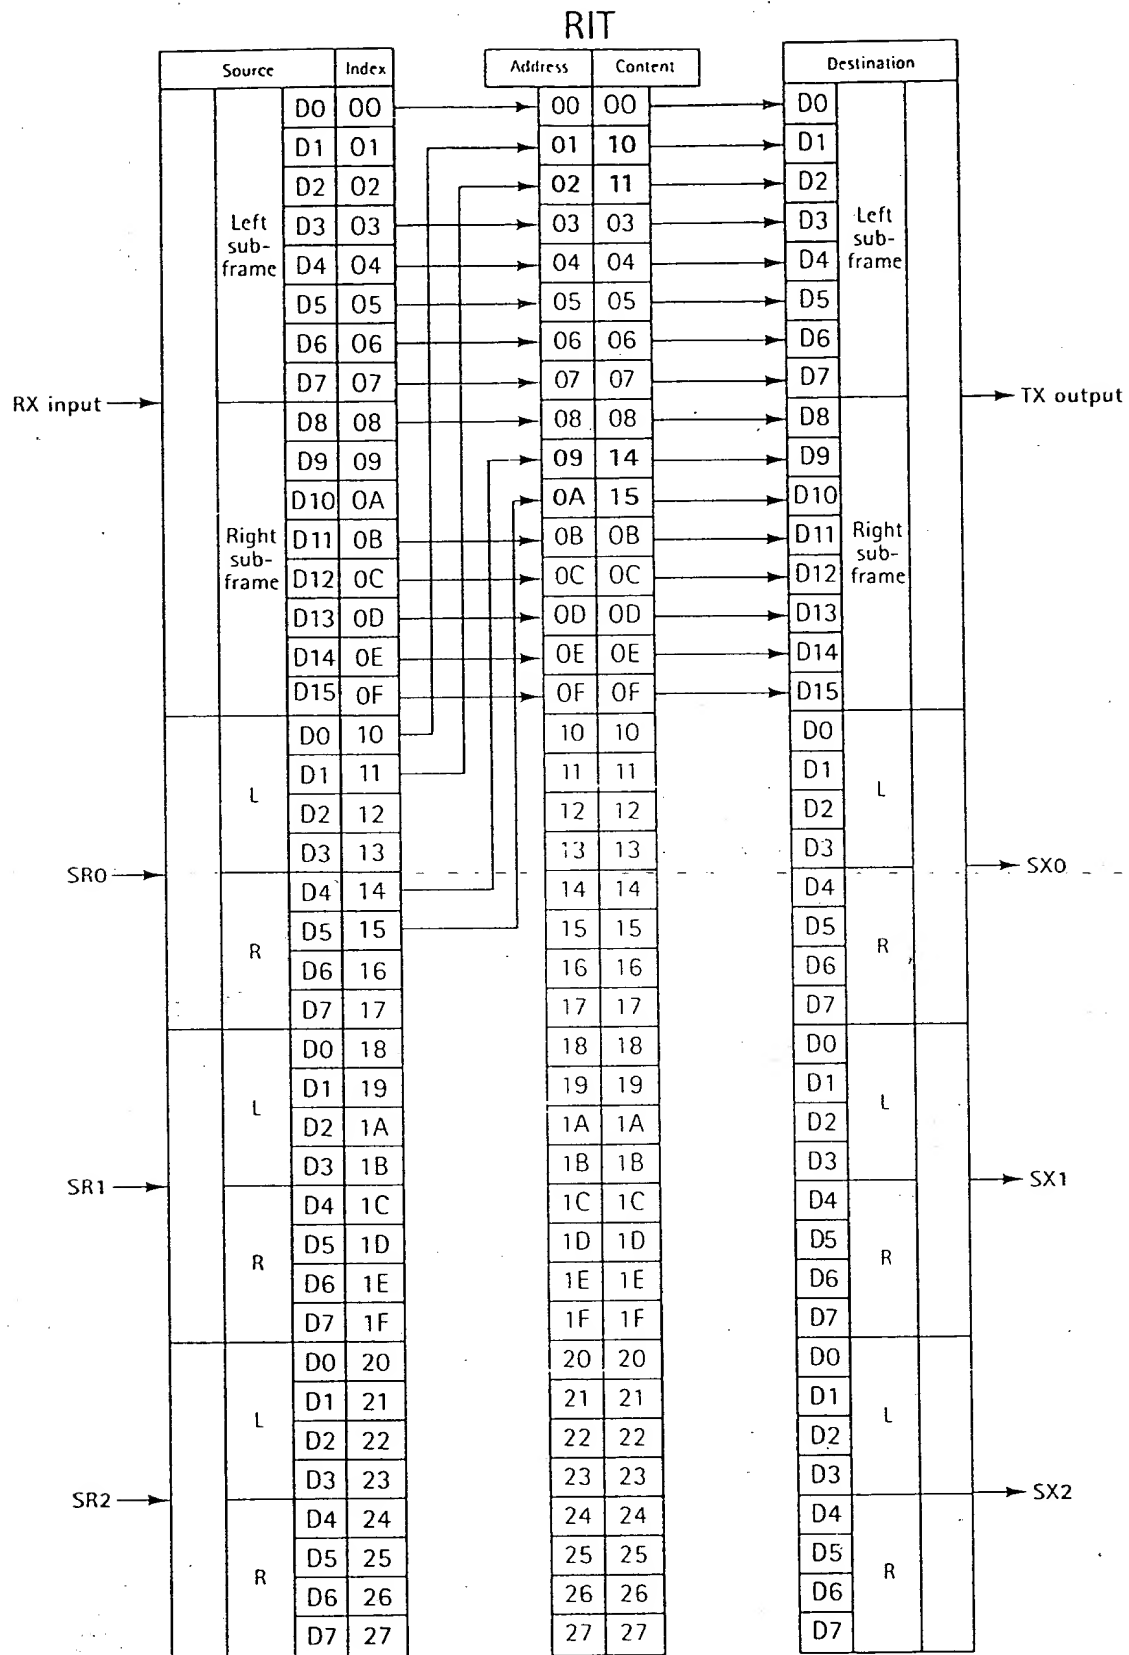 RIT
Source Index Address Content Destination
D0 00 00 00 D0
D1 01 01 10 D1
D2 02 02 11 D2
Left D3 03 03 03 D3 Left
sub- sub-
frame D4 04 04 04 D4 frame
D5 05 05 05 D5
D6 06 06 06 D6
D7 07 07 07 D7
RX input TX output
D8 08 08 08 D8
D9 09 09 14 D9
D10 0A 0A 15 D10
Right D11 0B 0B 0B D11 Right
sub- sub-
frame D12 0C 0C 0C D12 frame
D13 0D 0D 0D D13
D14 0E 0E 0E D14
D15 0F 0F 0F D15
D0 10 10 10 D0
D1 11 11 11 D1
L L
D2 12 12 12 D2
D3 13 13 13 D3
SR0 SX0
D4 14 14 14 D4
D5 15 15 15 D5
R R
D6 16 16 16 D6
D7 17 17 17 D7
D0 18 18 18 D0
D1 19 19 19 D1
L L
D2 1A 1A 1A D2
D3 1B 1B 1B D3
SR1 SX1
D4 1C 1C 1C D4
D5 1D 1D 1D D5
R R
D6 1E 1E 1E D6
D7 1F 1F 1F D7
D0 20 20 20 D0
D1 21 21 21 D1
L L
D2 22 22 22 D2
D3 23 23 23 D3
SR2 SX2
D4 24 24 24 D4
D5 25 25 25 D5
R R
D6 26 26 26 D6
D7 27 27 27 D7